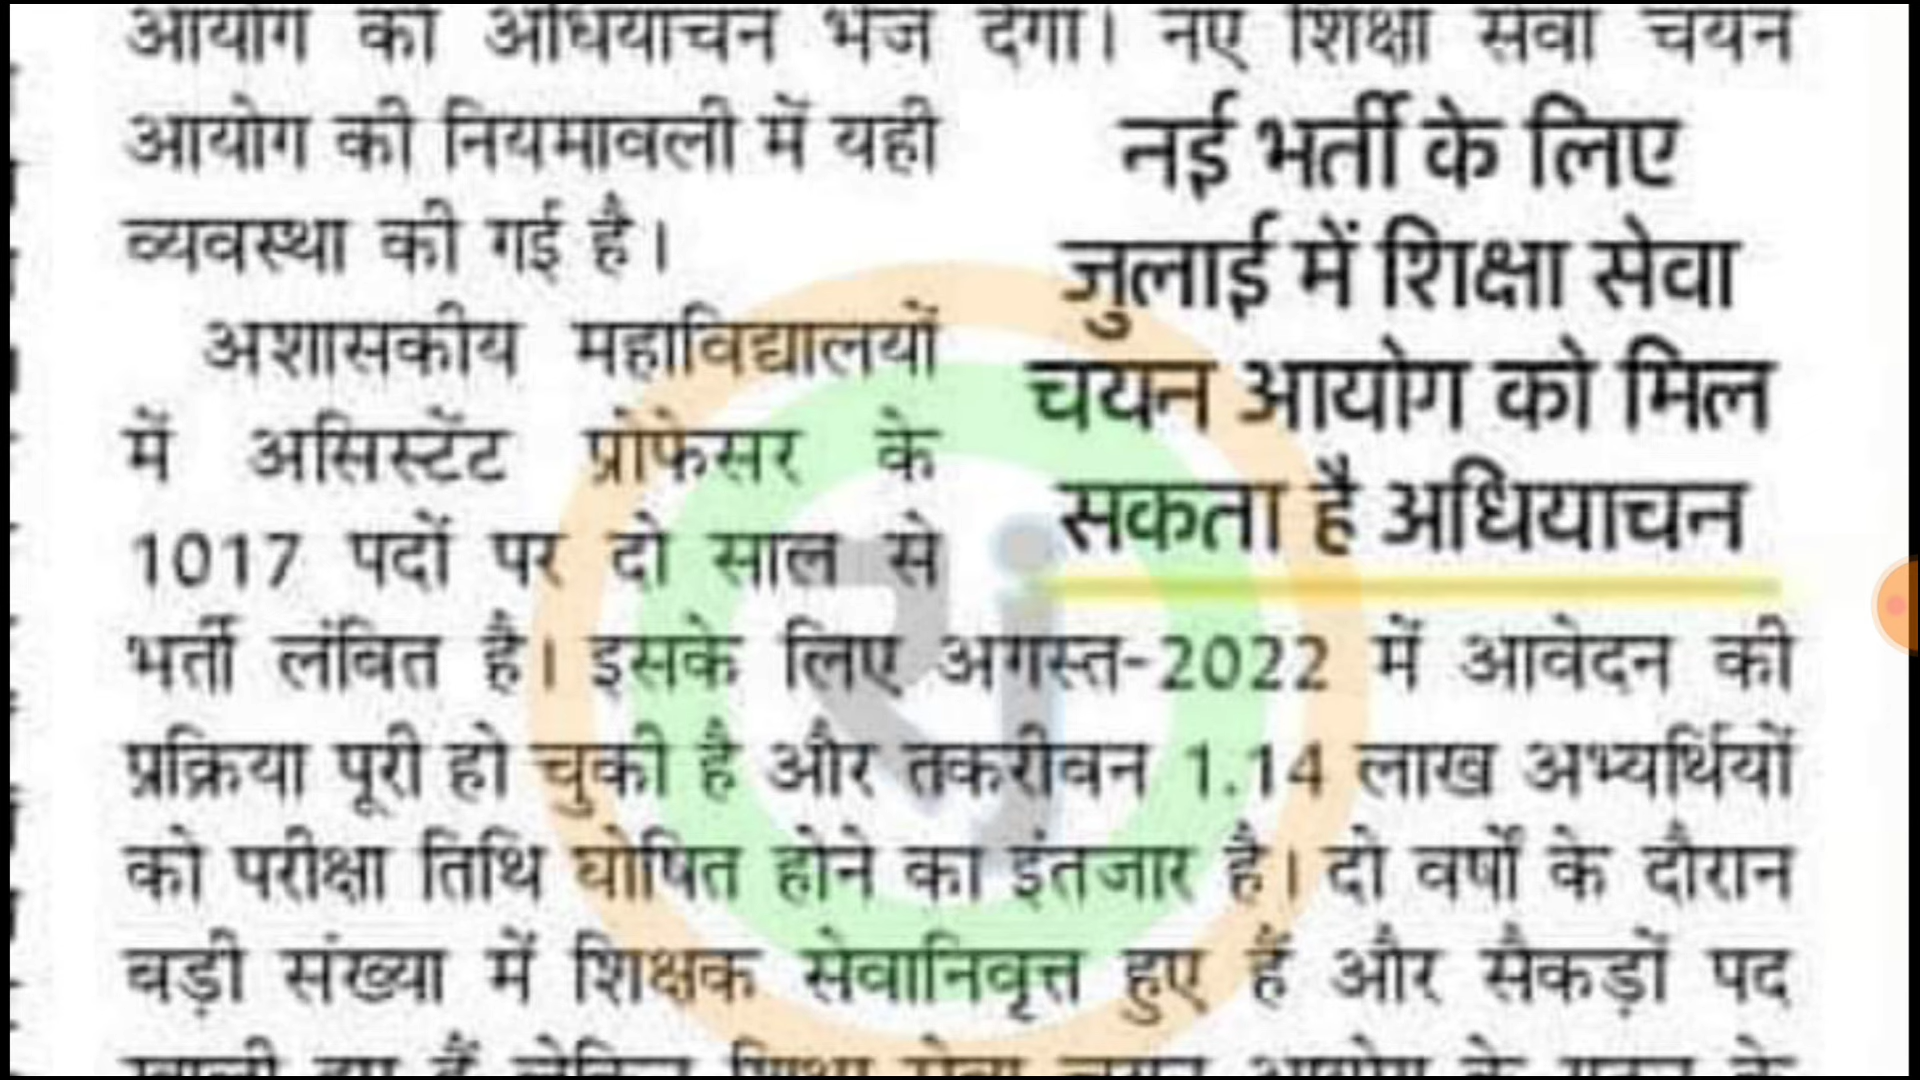 आयोग को अधियाचन भेज देगा। नए शिक्षा सेवा चयन
आयोग की नियमावली में यही
व्यवस्था की गई है।
नई भर्ती के लिए
जुलाई में शिक्षा सेवा
चयन आयोग को मिल
सकता है अधियाचन
अशासकीय महाविद्यालयों
में असिस्टेंट प्रोफेसर के
1017 पदों पर दो साल से
भर्ती लंबित है। इसके लिए अगस्त-2022 में आवेदन की
प्रक्रिया पूरी हो चुकी है और तकरीबन 1.14 लाख अभ्यर्थियों
को परीक्षा तिथि घोषित होने का इंतजार है। दो वर्षों के दौरान
बड़ी संख्या में शिक्षक सेवानिवृत्त हुए हैं और सैकड़ों पद